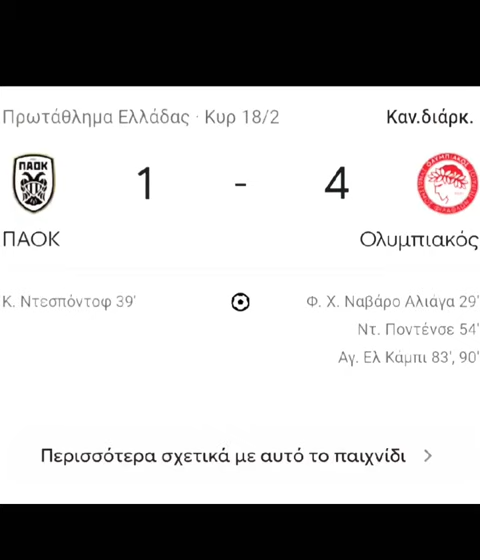 Πρωτάθλημα Ελλάδας · Κυρ 18/2
Καν.διάρκ.
ΠΑΟΚ
1 - 4
ΠΑΟΚ
Ολυμπιακός
Κ. Ντεσπόντοφ 39'
Φ. Χ. Ναβάρο Αλιάγα 29'
Ντ. Ποντένσε 54'
Αγ. Ελ Κάμπι 83', 90'
Περισσότερα σχετικά με αυτό το παιχνίδι